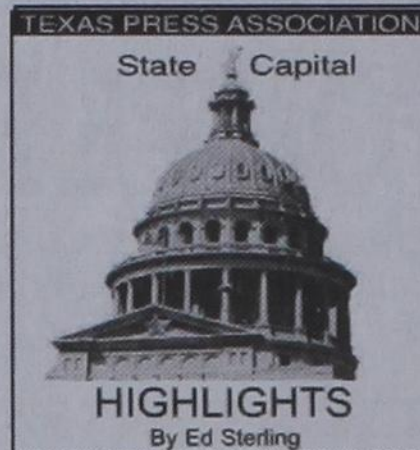 TEXAS PRESS ASSOCIATION
State Capital
HIGHLIGHTS
By Ed Sterling